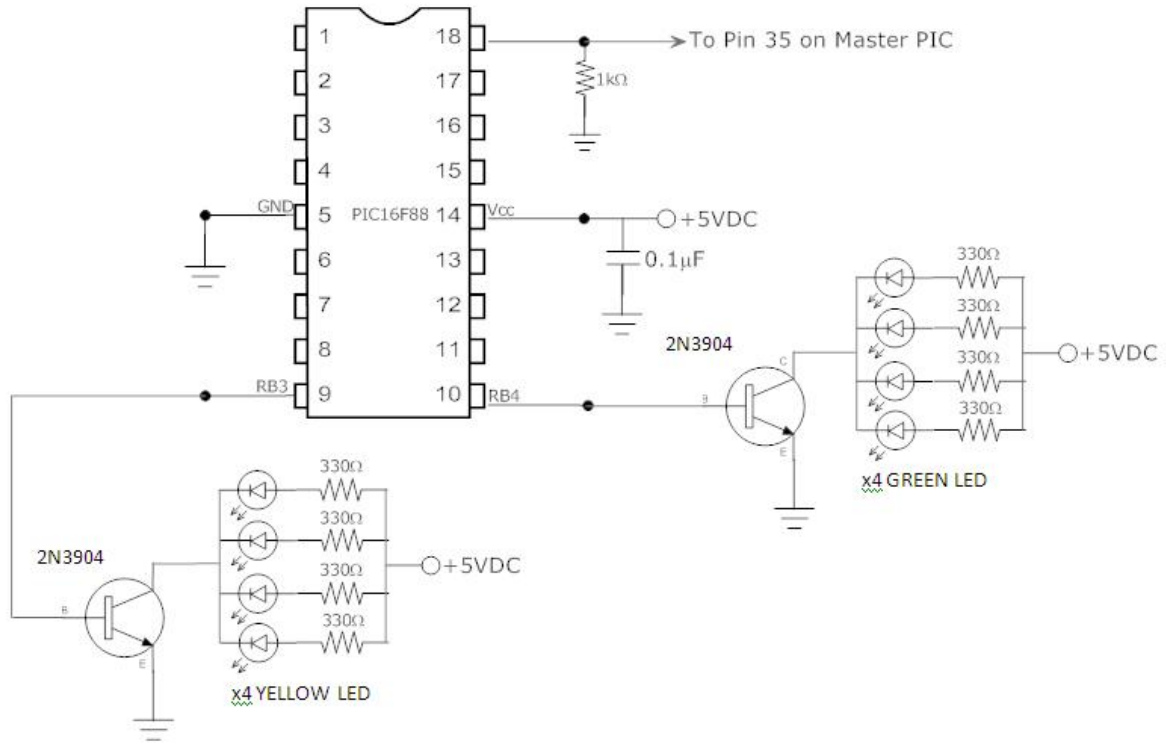 1 18 To Pin 35 on Master PIC
2 17 1kΩ
3 16
4 15
GND 5 PIC16F88 14 Vcc +5VDC
6 13 0.1μF
7 12
8 11
RB3 9 10 RB4
2N3904
C
B
E
330Ω
330Ω
330Ω
330Ω
+5VDC
x4 GREEN LED
2N3904
B
E
330Ω
330Ω
330Ω
330Ω
+5VDC
x4 YELLOW LED